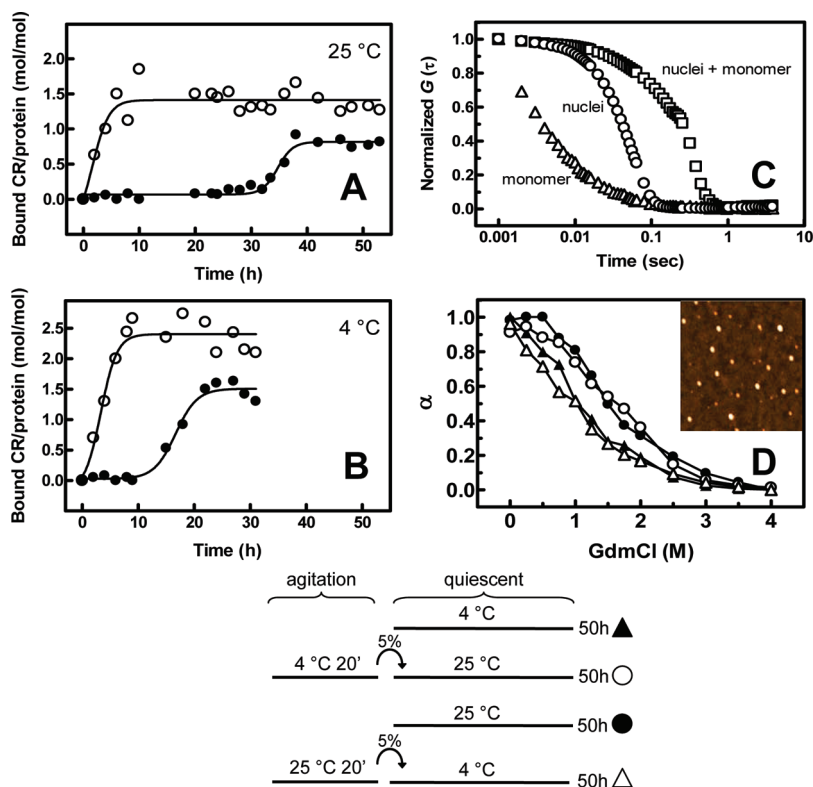 25 °C
Bound CR/protein (mol/mol)
2.0
1.5
1.0
0.5
0.0
A
0 10 20 30 40 50
Time (h)
4 °C
Bound CR/protein (mol/mol)
2.5
2.0
1.5
1.0
0.5
0.0
B
0 10 20 30 40 50
Time (h)
Normalized G (τ)
1.0
0.8
0.6
0.4
0.2
0.0
nuclei + monomer
nuclei
monomer
C
0.001 0.01 0.1 1 10
Time (sec)
α
1.0
0.8
0.6
0.4
0.2
0.0
D
0 1 2 3 4
GdmCl (M)
agitation quiescent
4 °C 50h
5%
4 °C 20’ 25 °C 50h
25 °C 50h
5%
25 °C 20’ 4 °C 50h